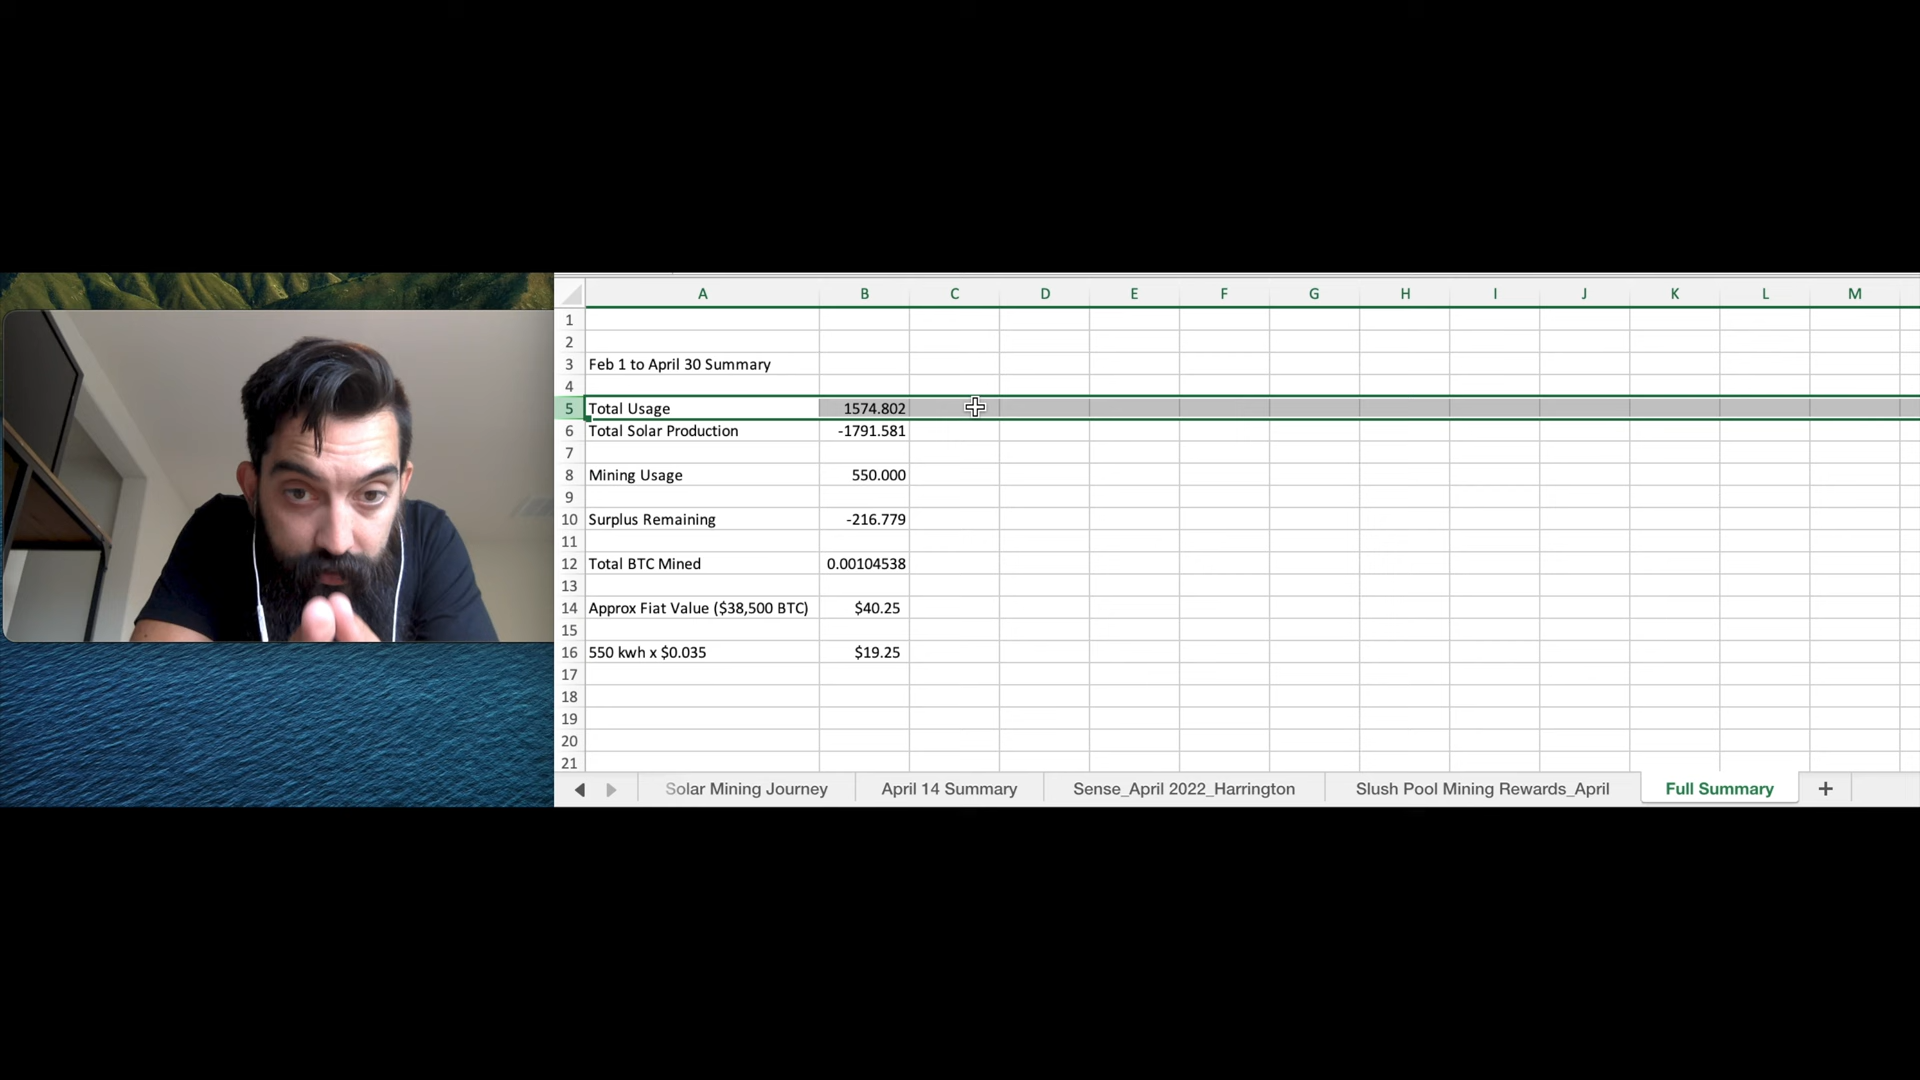 A B C D E F G H I J K L M
1
2
3 Feb 1 to April 30 Summary
4
5 Total Usage 1574.802
6 Total Solar Production -1791.581
7
8 Mining Usage 550.000
9
10 Surplus Remaining -216.779
11
12 Total BTC Mined 0.00104538
13
14 Approx Fiat Value ($38,500 BTC) $40.25
15
16 550 kwh x $0.035 $19.25
17
18
19
20
21
Solar Mining Journey April 14 Summary Sense_April 2022_Harrington Slush Pool Mining Rewards_April Full Summary +